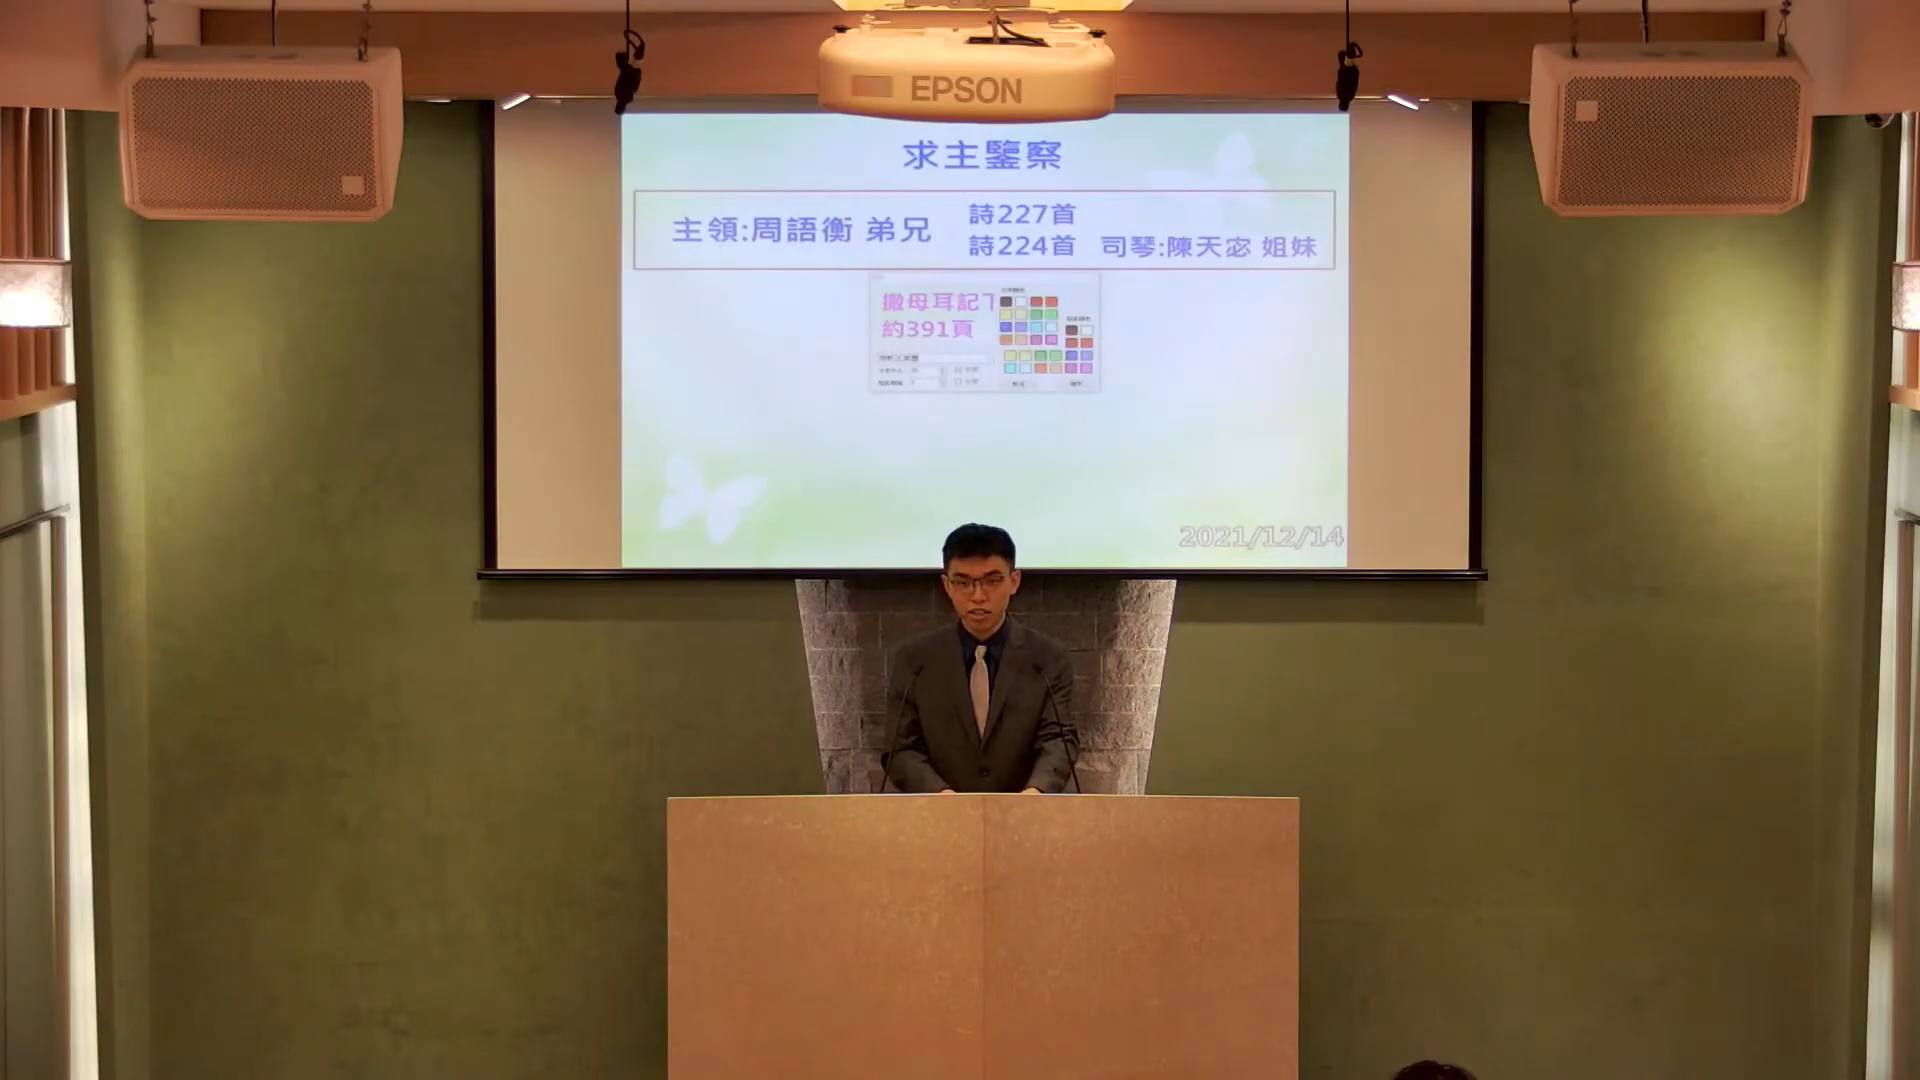 EPSON
求主鑒察
主領:周語衡 弟兄
詩227首
詩224首 司琴:陳天宓 姐妹
撒母耳記下
約391頁
2021/12/14